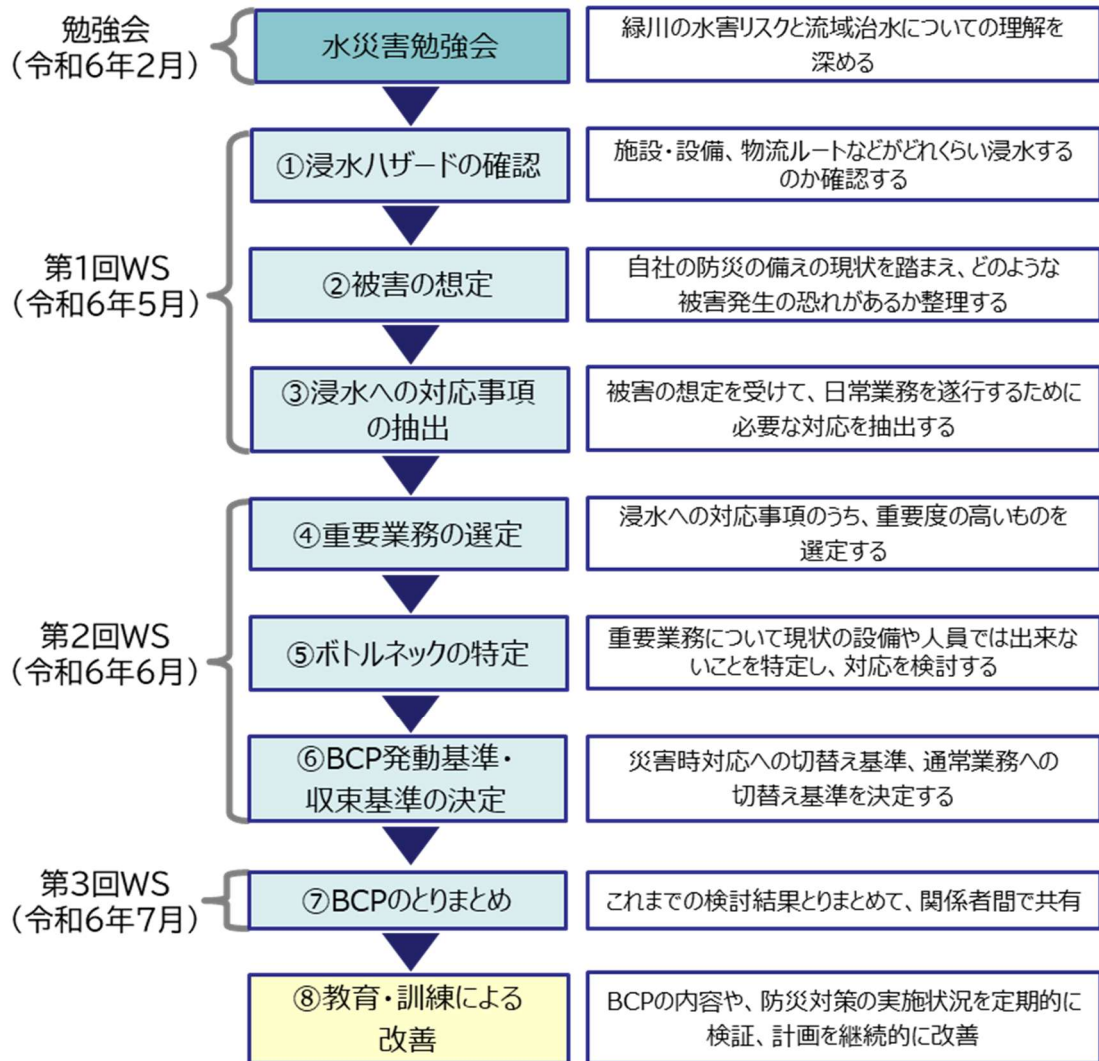 勉強会
(令和6年2月)
水災害勉強会
緑川の水害リスクと流域治水についての理解を
深める
第1回WS
(令和6年5月)
①浸水ハザードの確認
施設・設備、物流ルートなどがどれくらい浸水する
のか確認する
②被害の想定
自社の防災の備えの現状を踏まえ、どのような
被害発生の恐れがあるか整理する
③浸水への対応事項
の抽出
被害の想定を受けて、日常業務を遂行するために
必要な対応を抽出する
第2回WS
(令和6年6月)
④重要業務の選定
浸水への対応事項のうち、重要度の高いものを
選定する
⑤ボトルネックの特定
重要業務について現状の設備や人員では出来な
いことを特定し、対応を検討する
⑥BCP発動基準・
収束基準の決定
災害時対応への切替え基準、通常業務への
切替え基準を決定する
第3回WS
(令和6年7月)
⑦BCPのとりまとめ
これまでの検討結果とりまとめて、関係者間で共有
⑧教育・訓練による
改善
BCPの内容や、防災対策の実施状況を定期的に
検証、計画を継続的に改善